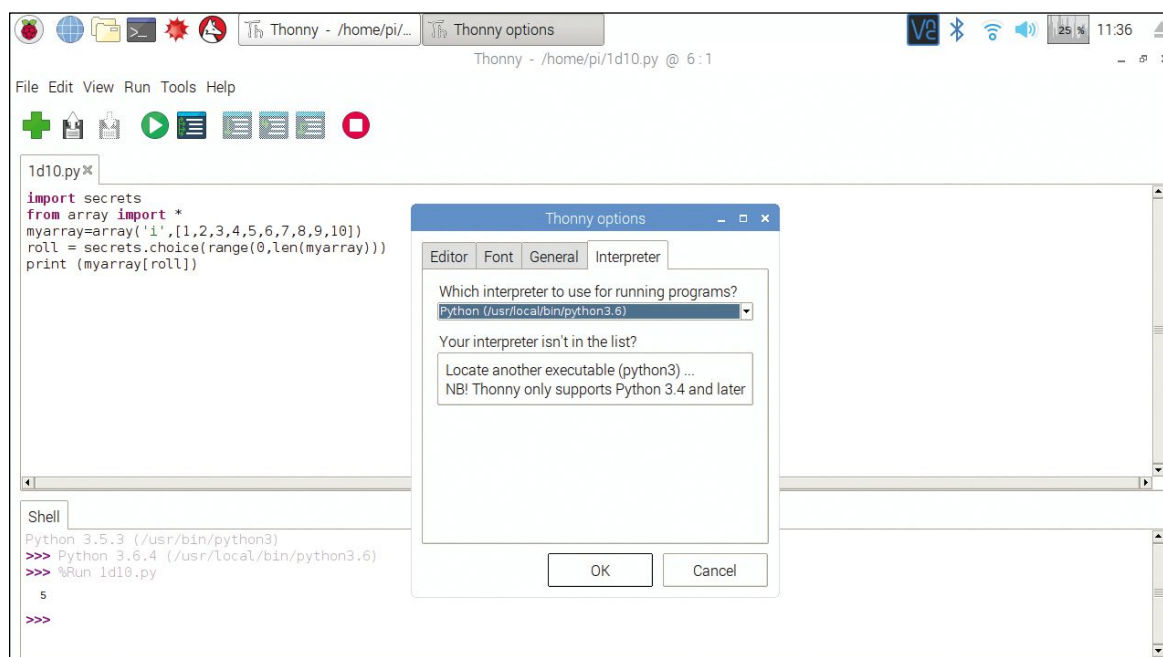 Thonny - /home/pi/...
Thonny options
25 %
11:36
Thonny - /home/pi/1d10.py @ 6:1
File Edit View Run Tools Help
1d10.py
import secrets
from array import *
myarray=array('i',[1,2,3,4,5,6,7,8,9,10])
roll = secrets.choice(range(0,len(myarray)))
print (myarray[roll])
Thonny options
Editor Font General Interpreter
Which interpreter to use for running programs?
Python (/usr/local/bin/python3.6)
Your interpreter isn't in the list?
Locate another executable (python3) ...
NB! Thonny only supports Python 3.4 and later
OK Cancel
Shell
Python 3.5.3 (/usr/bin/python3)
>>> Python 3.6.4 (/usr/local/bin/python3.6)
>>> %Run 1d10.py
5
>>>